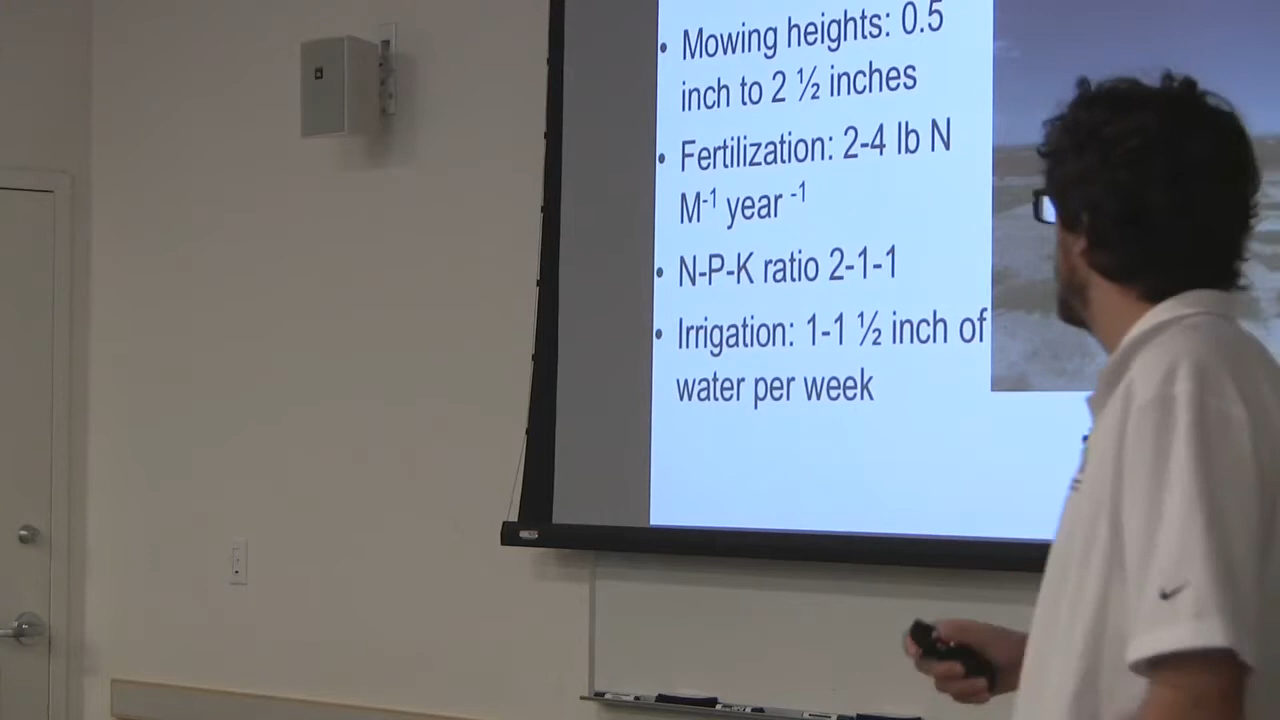 • Mowing heights: 0.5
inch to 2 ½ inches
• Fertilization: 2-4 lb N
M⁻¹ year ⁻¹
• N-P-K ratio 2-1-1
• Irrigation: 1-1 ½ inch of
water per week